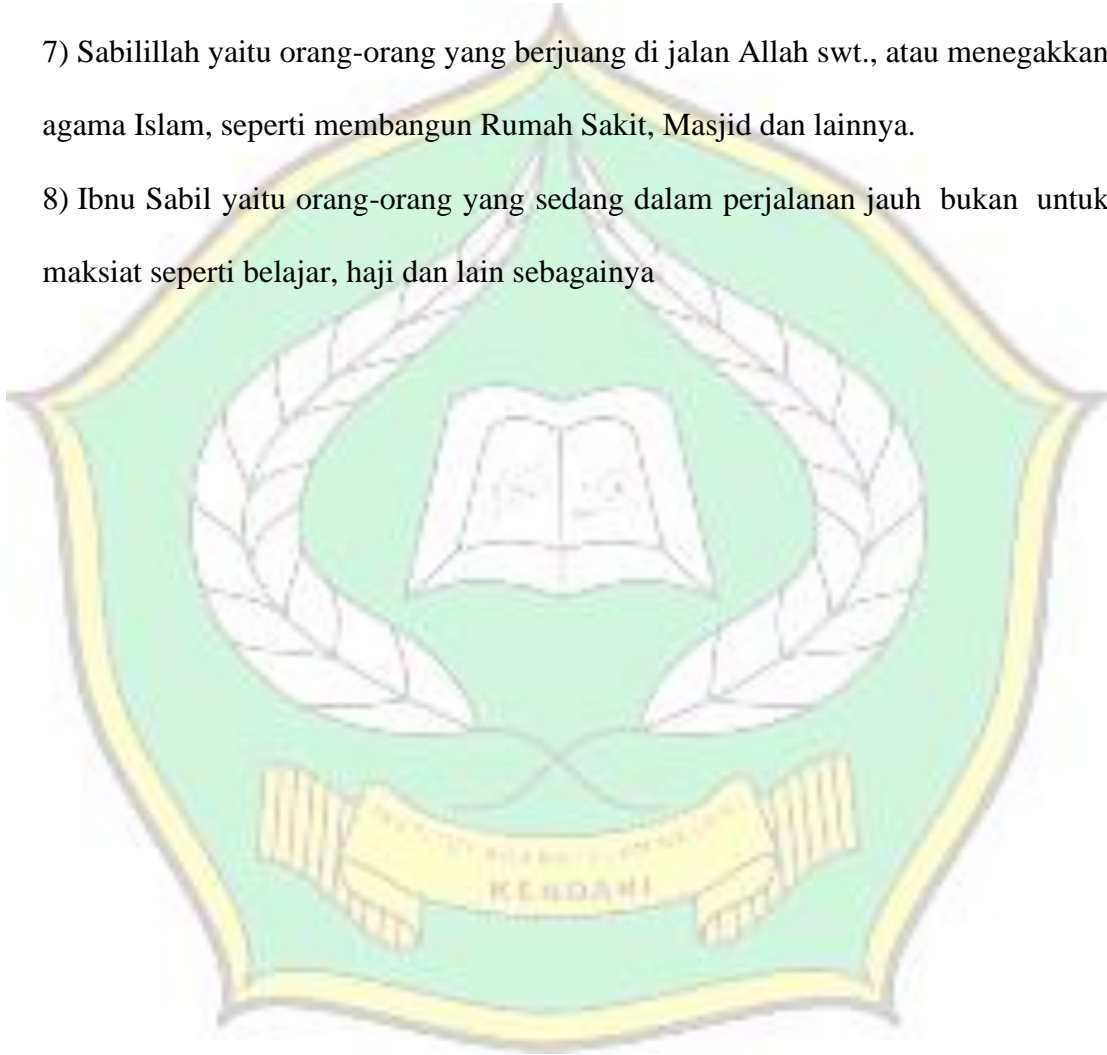 7) Sabilillah yaitu orang-orang yang berjuang di jalan Allah swt., atau menegakkan
agama Islam, seperti membangun Rumah Sakit, Masjid dan lainnya.
8) Ibnu Sabil yaitu orang-orang yang sedang dalam perjalanan jauh bukan untuk
maksiat seperti belajar, haji dan lain sebagainya
KENDARI